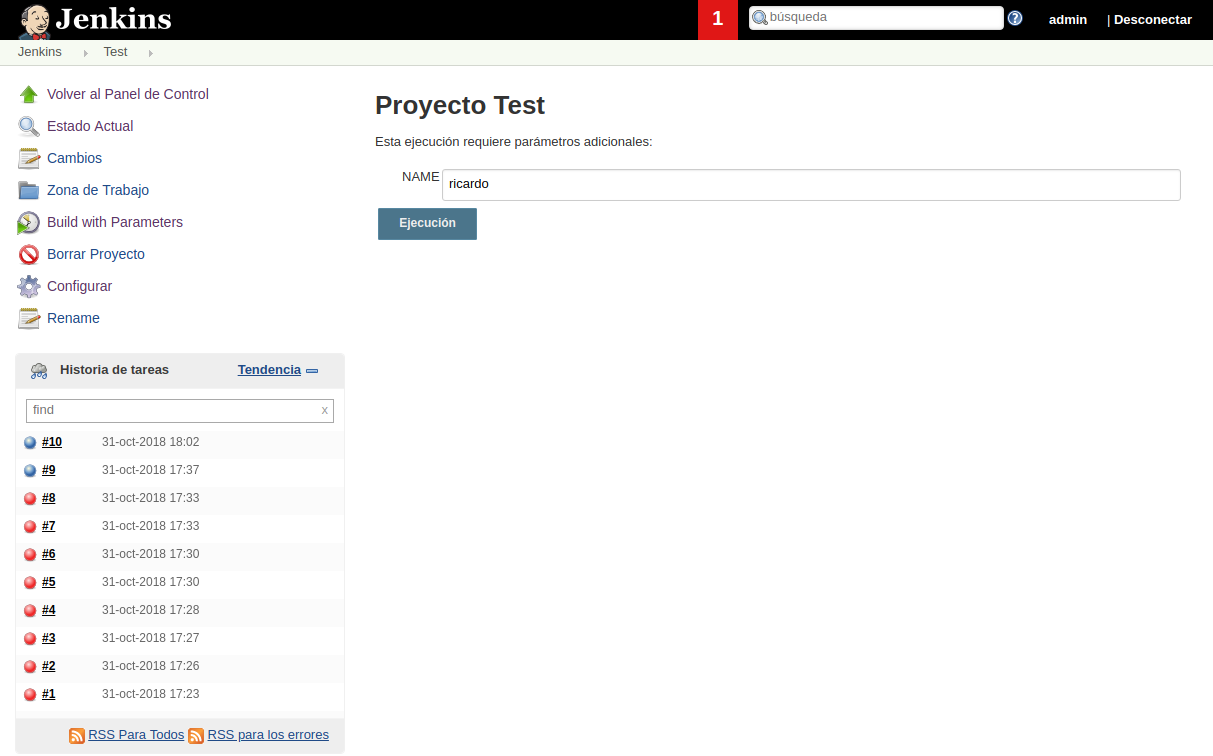 Jenkins
1
búsqueda
admin
| Desconectar
Jenkins
Test
Volver al Panel de Control
Estado Actual
Cambios
Zona de Trabajo
Build with Parameters
Borrar Proyecto
Configurar
Rename
Proyecto Test
Esta ejecución requiere parámetros adicionales:
NAME ricardo
Ejecución
Historia de tareas Tendencia
find x
#10 31-oct-2018 18:02
#9 31-oct-2018 17:37
#8 31-oct-2018 17:33
#7 31-oct-2018 17:33
#6 31-oct-2018 17:30
#5 31-oct-2018 17:30
#4 31-oct-2018 17:28
#3 31-oct-2018 17:27
#2 31-oct-2018 17:26
#1 31-oct-2018 17:23
RSS Para Todos RSS para los errores